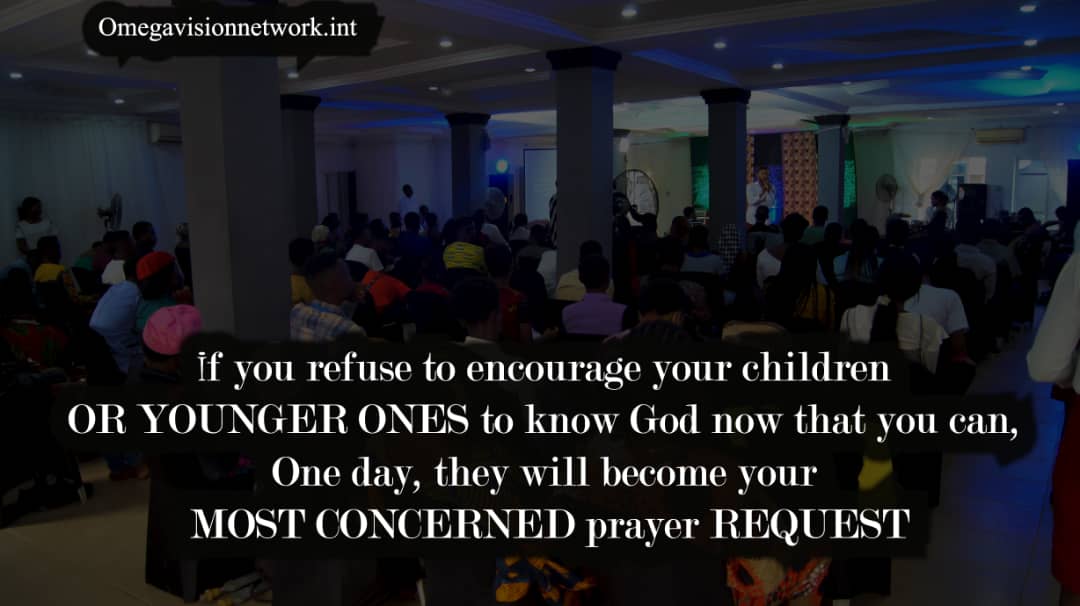 Omegavisionnetwork.int
If you refuse to encourage your children
OR YOUNGER ONES to know God now that you can,
One day, they will become your
MOST CONCERNED prayer REQUEST